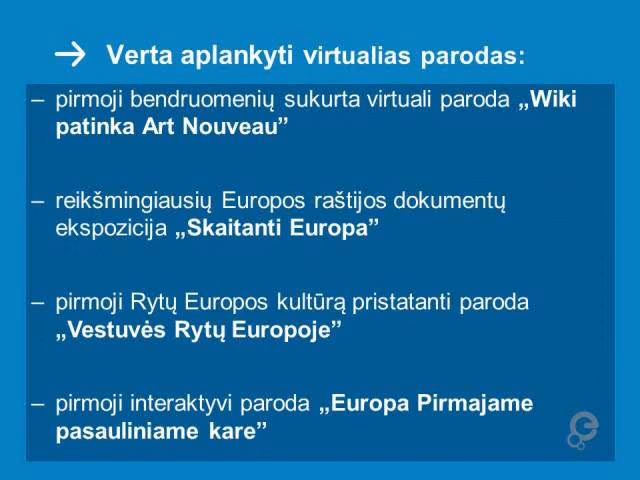 → Verta aplankyti virtualias parodas:
– pirmoji bendruomenių sukurta virtuali paroda „Wiki
patinka Art Nouveau”
– reikšmingiausių Europos raštijos dokumentų
ekspozicija „Skaitanti Europa”
– pirmoji Rytų Europos kultūrą pristatanti paroda
„Vestuvės Rytų Europoje”
– pirmoji interaktyvi paroda „Europa Pirmajame
pasauliniame kare”